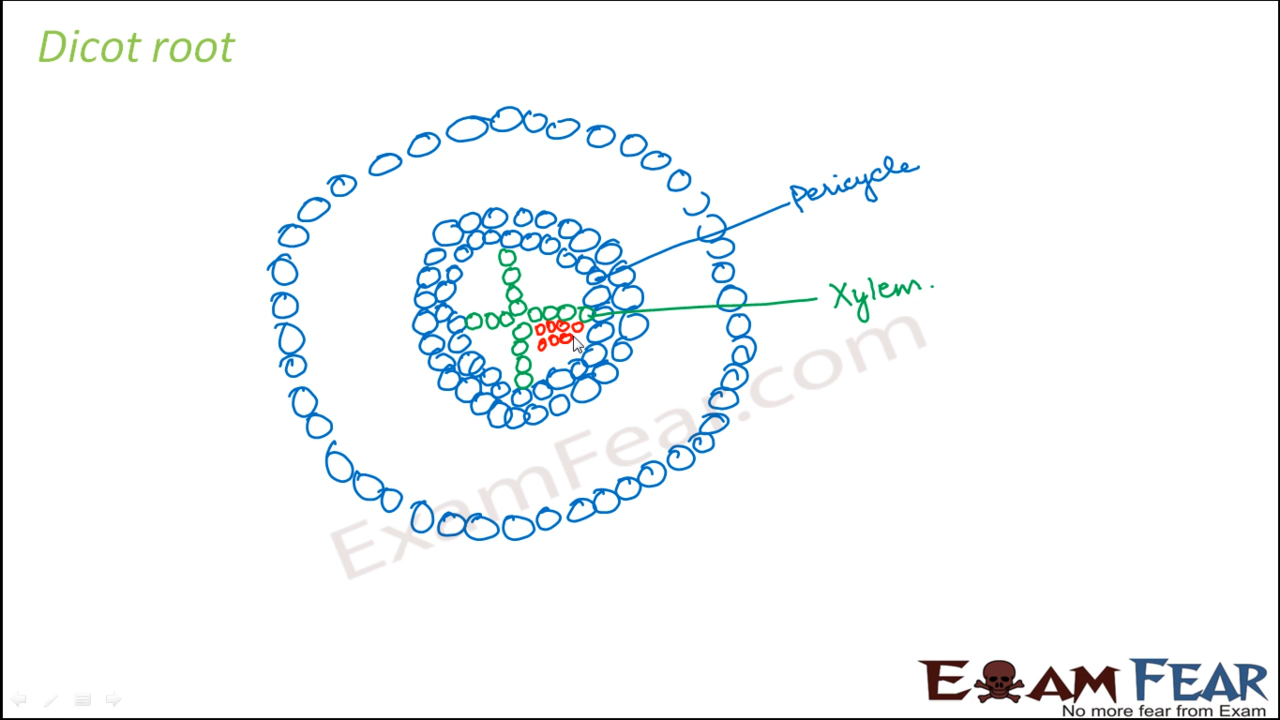 Dicot root
Pericycle
Xylem.
ExamFear.com
EXAM FEAR
No more fear from Exam